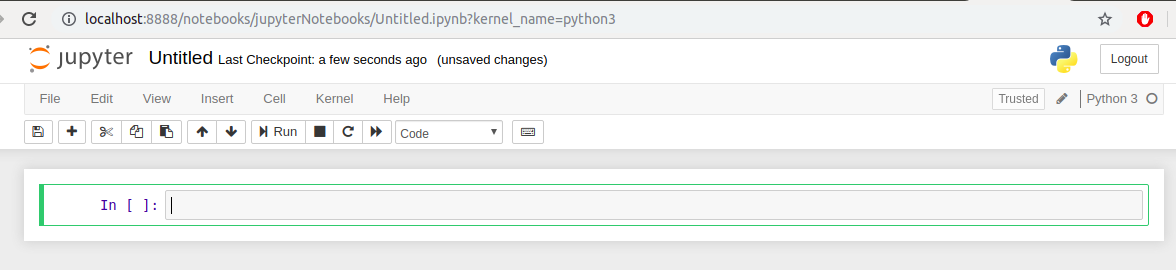 localhost:8888/notebooks/jupyterNotebooks/Untitled.ipynb?kernel_name=python3
jupyter Untitled Last Checkpoint: a few seconds ago (unsaved changes) Logout
File Edit View Insert Cell Kernel Help Trusted Python 3
Run Code
In [ ]: